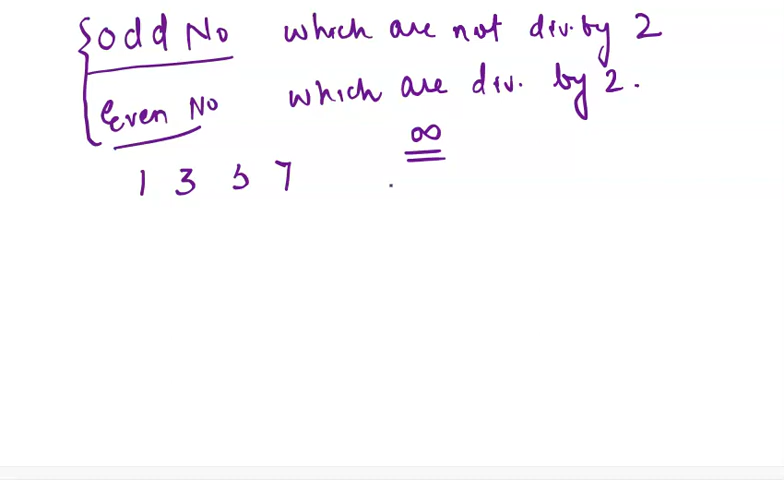 odd No which are not div. by 2
Even No which are div. by 2.
∞
1 3 5 7 .